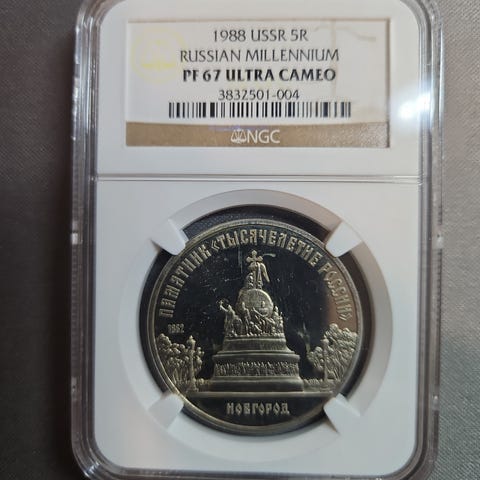 1988 USSR 5R
RUSSIAN MILLENNIUM
PF 67 ULTRA CAMEO
3832501-004
NGC
ПАМЯТНИК «ТЫСЯЧЕЛЕТИЕ РОССИИ»
1862
НОВГОРОД